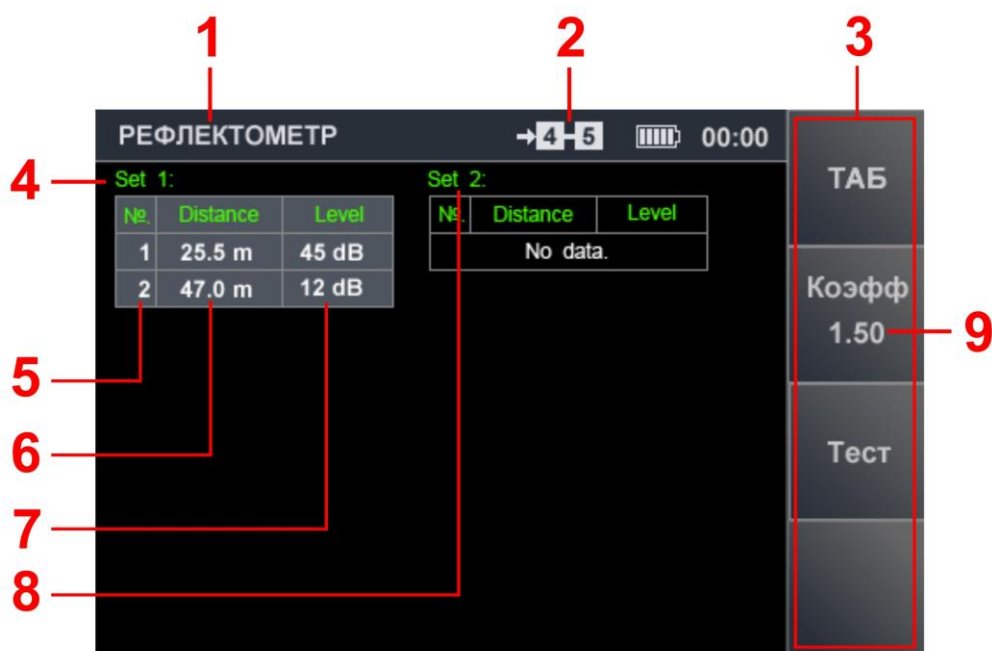 1 2 3
РЕФЛЕКТОМЕТР →4-5 00:00
ТАБ
4 Set 1: Set 2:
№. Distance Level №. Distance Level
1 25.5 m 45 dB No data.
2 47.0 m 12 dB
Коэфф
1.50 9
5
6 Тест
7
8